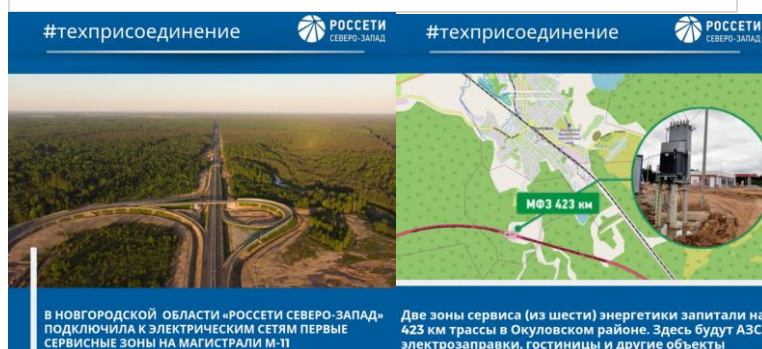 #техприсоединение
РОССЕТИ
СЕВЕРО-ЗАПАД
В НОВГОРОДСКОЙ ОБЛАСТИ «РОССЕТИ СЕВЕРО-ЗАПАД»
ПОДКЛЮЧИЛА К ЭЛЕКТРИЧЕСКИМ СЕТЯМ ПЕРВЫЕ
СЕРВИСНЫЕ ЗОНЫ НА МАГИСТРАЛИ М-11
#техприсоединение
РОССЕТИ
СЕВЕРО-ЗАПАД
МФЗ 423 км
Две зоны сервиса (из шести) энергетики запитали на
423 км трассы в Окуловском районе. Здесь будут АЗС
электрозаправки, гостиницы и другие объекты